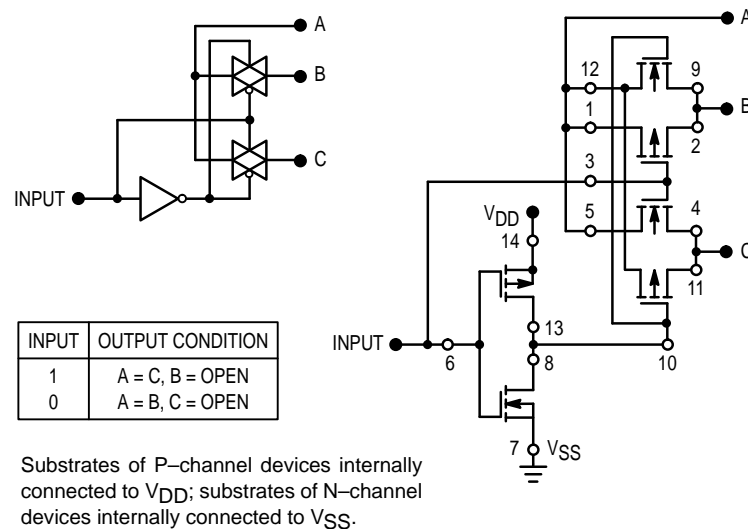 A
B
C
INPUT
A
12
9
B
1
2
3
VDD
5
4
14
C
11
INPUT
6
13
8
10
7
VSS
INPUT OUTPUT CONDITION
1 A = C, B = OPEN
0 A = B, C = OPEN
Substrates of P–channel devices internally
connected to VDD; substrates of N–channel
devices internally connected to VSS.